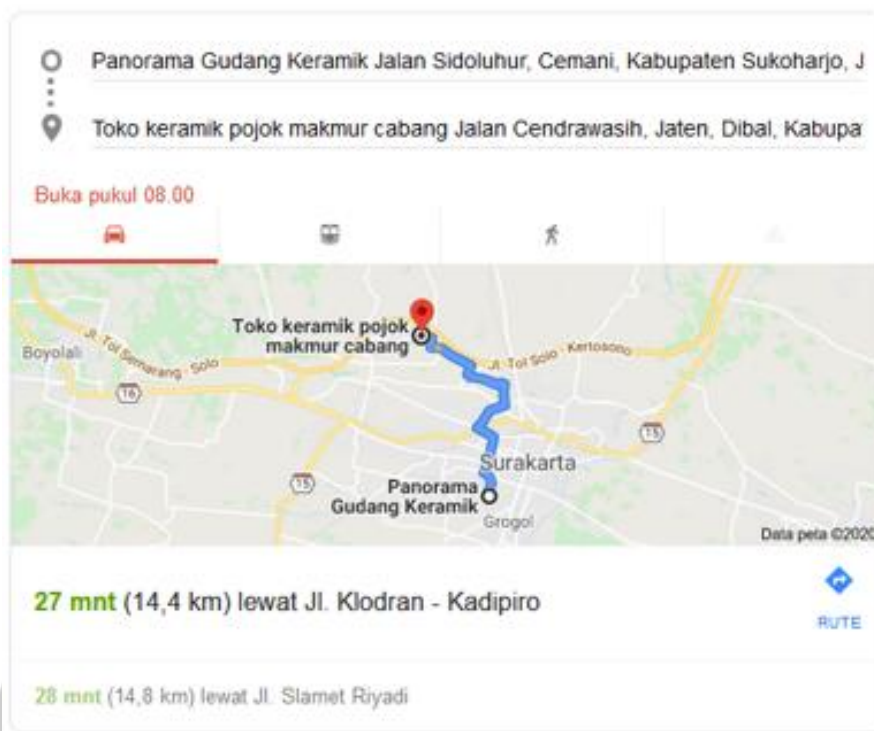 Panorama Gudang Keramik Jalan Sidoluhur, Cemani, Kabupaten Sukoharjo, J
Toko keramik pojok makmur cabang Jalan Cendrawasih, Jaten, Dibal, Kabupa
Buka pukul 08.00
Toko keramik pojok
makmur cabang
Boyolali
Jl. Tol Semarang - Solo
Jl. Tol Solo - Kertosono
16
15
Surakarta
15
Panorama
Gudang Keramik
Grogol
Data peta ©2020
27 mnt (14,4 km) lewat Jl. Klodran - Kadipiro
RUTE
28 mnt (14,8 km) lewat Jl. Slamet Riyadi